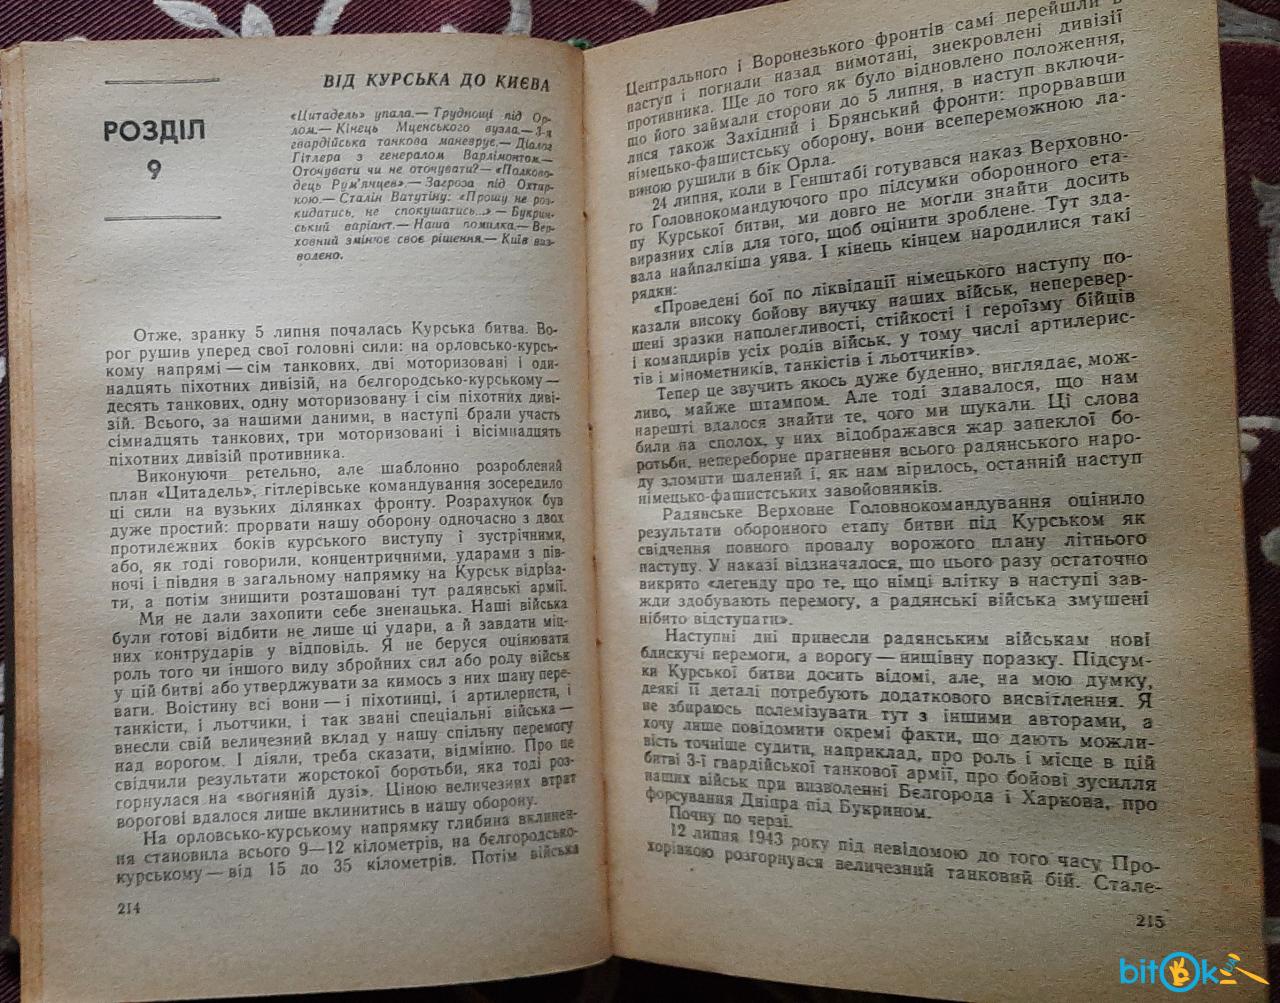 РОЗДІЛ
9
ВІД КУРСЬКА ДО КИЄВА
«Цитадель» упала.— Труднощі під Ор-
лом.— Кінець Мценського вузла.— 3-я
гвардійська танкова маневрує.— Діалог
Гітлера з генералом Варлімонтом.—
Оточувати чи не оточувати? — «Полково-
дець Рум'янцев».— Загроза під Охтир-
кою.— Сталін Ватутіну: «Прошу не роз-
кидатись, не спокушатись...» — Букрин-
ський варіант.— Наша помилка.— Вер-
ховний змінює своє рішення.— Київ виз-
волено.
Отже, зранку 5 липня почалась Курська битва. Во-
рог рушив уперед свої головні сили: на орловсько-курсь-
кому напрямі — сім танкових, дві моторизовані і оди-
надцять піхотних дивізій, на бєлгородсько-курському —
десять танкових, одну моторизовану і сім піхотних диві-
зій. Всього, за нашими даними, в наступі брали участь
сімнадцять танкових, три моторизовані і вісімнадцять
піхотних дивізій противника.
Виконуючи ретельно, але шаблонно розроблений
план «Цитадель», гітлерівське командування зосередило
ці сили на вузьких ділянках фронту. Розрахунок був
дуже простий: прорвати нашу оборону одночасно з двох
протилежних боків курського виступу і зустрічними,
або, як тоді говорили, концентричними, ударами з пів-
ночі і півдня в загальному напрямку на Курськ відріза-
ти, а потім знищити розташовані тут радянські армії.
Ми не дали захопити себе зненацька. Наші війська
були готові відбити не лише ці удари, а й завдати міц-
них контрударів у відповідь. Я не беруся оцінювати
роль того чи іншого виду збройних сил або роду військ
у цій битві або утверджувати за кимось з них шану пере-
ваги. Воістину всі вони — і піхотинці, і артилеристи, і
танкісти, і льотчики, і так звані спеціальні війська —
внесли свій величезний вклад у нашу спільну перемогу
над ворогом. І діяли, треба сказати, відмінно. Про це
свідчили результати жорстокої боротьби, яка тоді роз-
горнулася на «вогняній дузі». Ціною величезних втрат
ворогові вдалося лише вклинитись в нашу оборону.
На орловсько-курському напрямку глибина вклинен-
ня становила всього 9—12 кілометрів, на бєлгородсько-
курському — від 15 до 35 кілометрів. Потім війська
214
Центрального і Воронезького фронтів самі перейшли в
наступ і погнали назад вимотані, знекровлені дивізії
противника. Ще до того як було відновлено положення,
що його займали сторони до 5 липня, в наступ включи-
лися також Західний і Брянський фронти: прорвавши
німецько-фашистську оборону, вони всепереможною ла-
виною рушили в бік Орла.
24 липня, коли в Генштабі готувався наказ Верховно-
го Головнокомандуючого про підсумки оборонного ета-
пу Курської битви, ми довго не могли знайти досить
виразних слів для того, щоб оцінити зроблене. Тут зда-
вала найпалкіша уява. І кінець кінцем народилися такі
рядки:
«Проведені бої по ліквідації німецького наступу по-
казали високу бойову виучку наших військ, неперевер-
шені зразки наполегливості, стійкості і героїзму бійців
і командирів усіх родів військ, у тому числі артилерис-
тів і мінометників, танкістів і льотчиків».
Тепер це звучить якось дуже буденно, виглядає, мож-
ливо, майже штампом. Але тоді здавалося, що нам
нарешті вдалося знайти те, чого ми шукали. Ці слова
били на сполох, у них відображався жар запеклої бо-
ротьби, непереборне прагнення всього радянського наро-
ду зломити шалений і, як нам вірилось, останній наступ
німецько-фашистських завойовників.
Радянське Верховне Головнокомандування оцінило
результати оборонного етапу битви під Курськом як
свідчення повного провалу ворожого плану літнього
наступу. У наказі відзначалося, що цього разу остаточно
викрито «легенду про те, що німці влітку в наступі зав-
жди здобувають перемогу, а радянські війська змушені
нібито відступати».
Наступні дні принесли радянським військам нові
блискучі перемоги, а ворогу — нищівну поразку. Підсум-
ки Курської битви досить відомі, але, на мою думку,
деякі її деталі потребують додаткового висвітлення. Я
не збираюсь полемізувати тут з іншими авторами, а
хочу лише повідомити окремі факти, що дають можли-
вість точніше судити, наприклад, про роль і місце в цій
битві 3-ї гвардійської танкової армії, про бойові зусилля
наших військ при визволенні Бєлгорода і Харкова, про
форсування Дніпра під Букрином.
Почну по черзі.
12 липня 1943 року під невідомою до того часу Про-
хорівкою розгорнувся величезний танковий бій. Стале-
215
bitok.ua